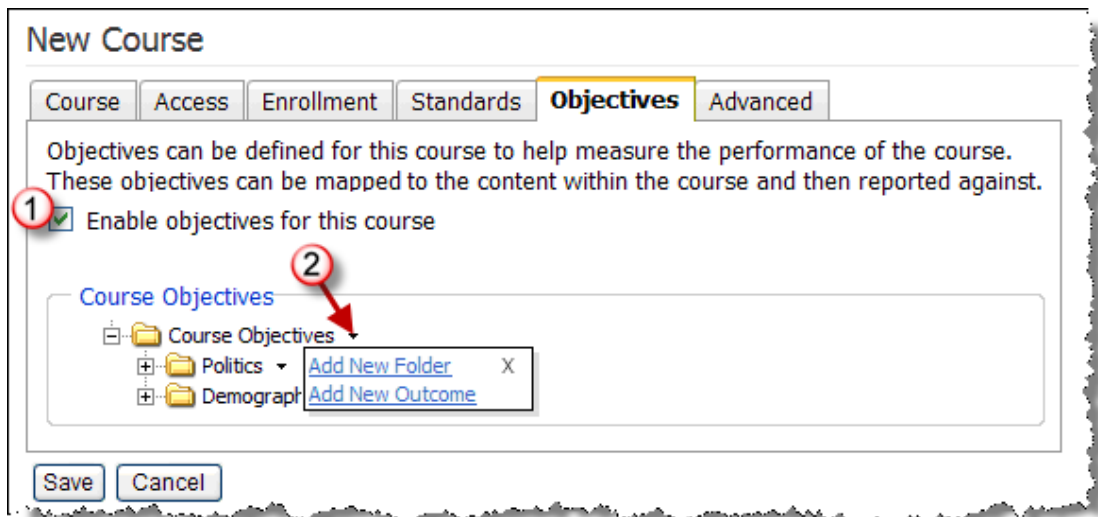 New Course
Course Access Enrollment Standards Objectives Advanced
Objectives can be defined for this course to help measure the performance of the course.
These objectives can be mapped to the content within the course and then reported against.
1 Enable objectives for this course
2
Course Objectives
Course Objectives
Politics Add New Folder X
Demograph Add New Outcome
Save Cancel